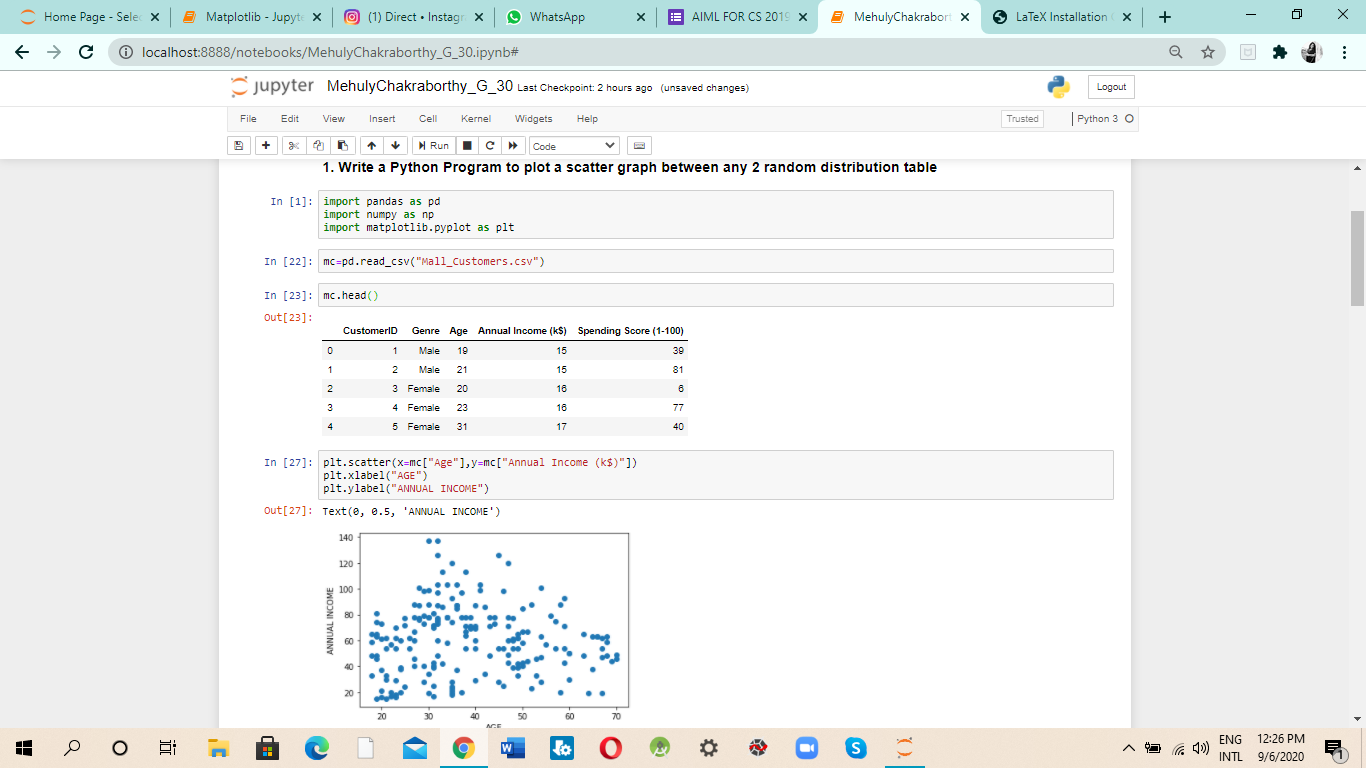 Home Page - Selec
Matplotlib - Jupyte
(1) Direct • Instagr
WhatsApp
AIML FOR CS 2019
MehulyChakrabort
LaTeX Installation
localhost:8888/notebooks/MehulyChakraborthy_G_30.ipynb#
jupyter MehulyChakraborthy_G_30 Last Checkpoint: 2 hours ago (unsaved changes)
Logout
File Edit View Insert Cell Kernel Widgets Help
Trusted
Python 3
Run
Code
1. Write a Python Program to plot a scatter graph between any 2 random distribution table
In [1]: import pandas as pd
import numpy as np
import matplotlib.pyplot as plt
In [22]: mc=pd.read_csv("Mall_Customers.csv")
In [23]: mc.head()
Out[23]:
CustomerID Genre Age Annual Income (k$) Spending Score (1-100)
0 1 Male 19 15 39
1 2 Male 21 15 81
2 3 Female 20 16 6
3 4 Female 23 16 77
4 5 Female 31 17 40
In [27]: plt.scatter(x=mc["Age"],y=mc["Annual Income (k$)"])
plt.xlabel("AGE")
plt.ylabel("ANNUAL INCOME")
Out[27]: Text(0, 0.5, 'ANNUAL INCOME')
140
120
100
80
60
40
20
ANNUAL INCOME
20 30 40 50 60 70
AGE
ENG
INTL
12:26 PM
9/6/2020
1